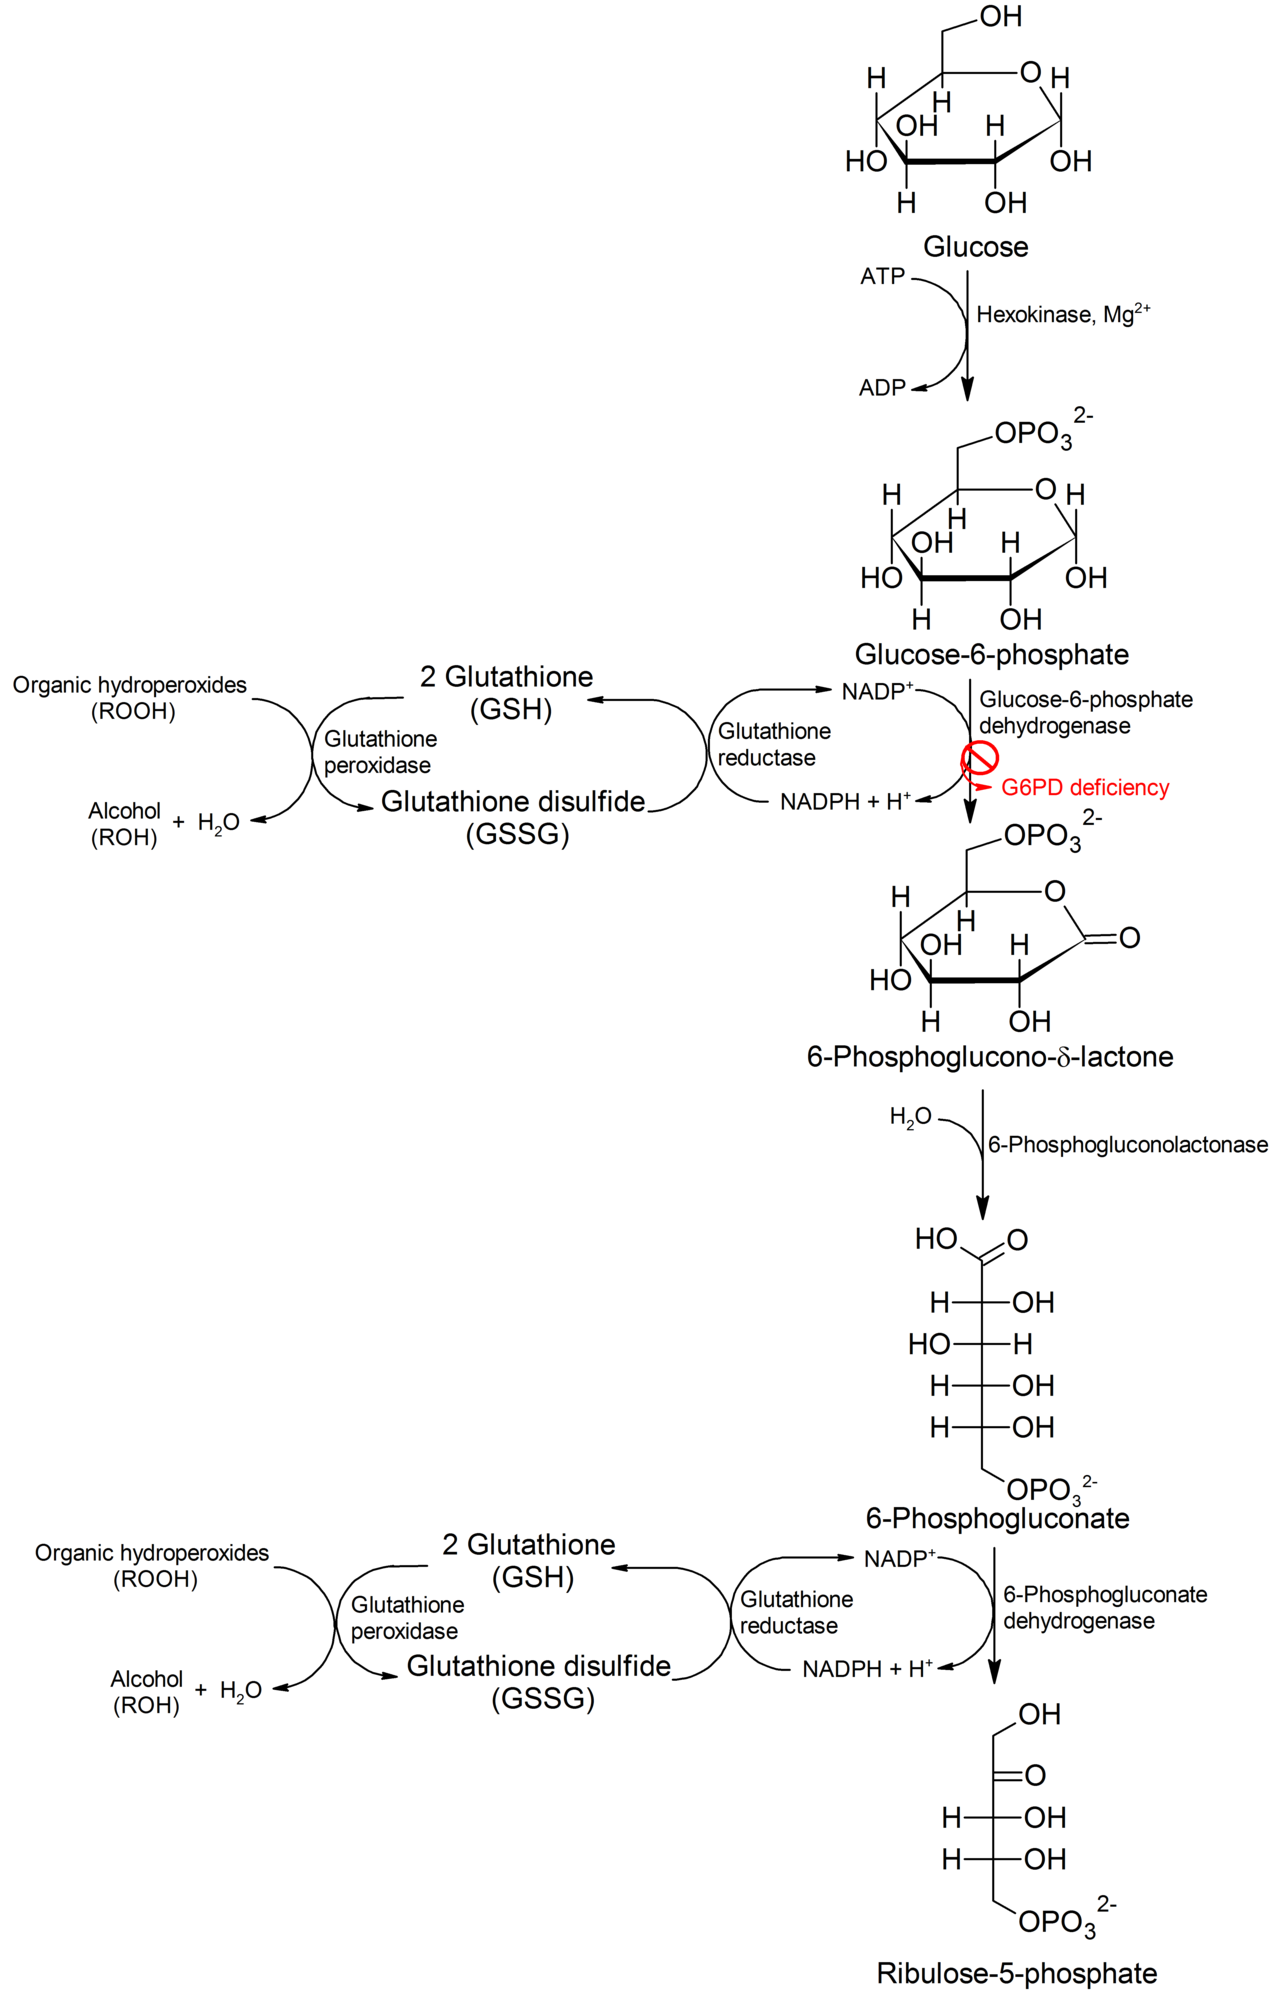 OH
H
O
H
H
OH
H
HO
OH
H
OH
Glucose
ATP
Hexokinase, Mg2+
ADP
OPO3 2-
H
O
H
H
OH
H
HO
OH
H
OH
Glucose-6-phosphate
Organic hydroperoxides
(ROOH)
2 Glutathione
(GSH)
NADP+
Glucose-6-phosphate
dehydrogenase
Glutathione
peroxidase
Glutathione
reductase
Alcohol
(ROH)
+ H2O
Glutathione disulfide
(GSSG)
NADPH + H+
G6PD deficiency
OPO3 2-
H
O
H
OH
H
O
HO
H
OH
6-Phosphoglucono-δ-lactone
H2O
6-Phosphogluconolactonase
HO
O
H
OH
HO
H
H
OH
H
OH
OPO3 2-
6-Phosphogluconate
Organic hydroperoxides
(ROOH)
2 Glutathione
(GSH)
NADP+
6-Phosphogluconate
dehydrogenase
Glutathione
peroxidase
Glutathione
reductase
Alcohol
(ROH)
+ H2O
Glutathione disulfide
(GSSG)
NADPH + H+
OH
O
H
OH
H
OH
OPO3 2-
Ribulose-5-phosphate